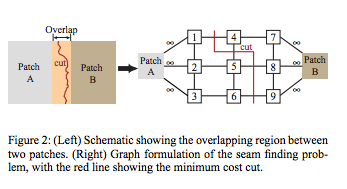 Overlap
Patch
A
cut
Patch
B
Patch
A
∞
∞
∞
1
4
7
cut
2
5
8
3
6
9
∞
∞
∞
Patch
B
Figure 2: (Left) Schematic showing the overlapping region between
two patches. (Right) Graph formulation of the seam finding prob-
lem, with the red line showing the minimum cost cut.